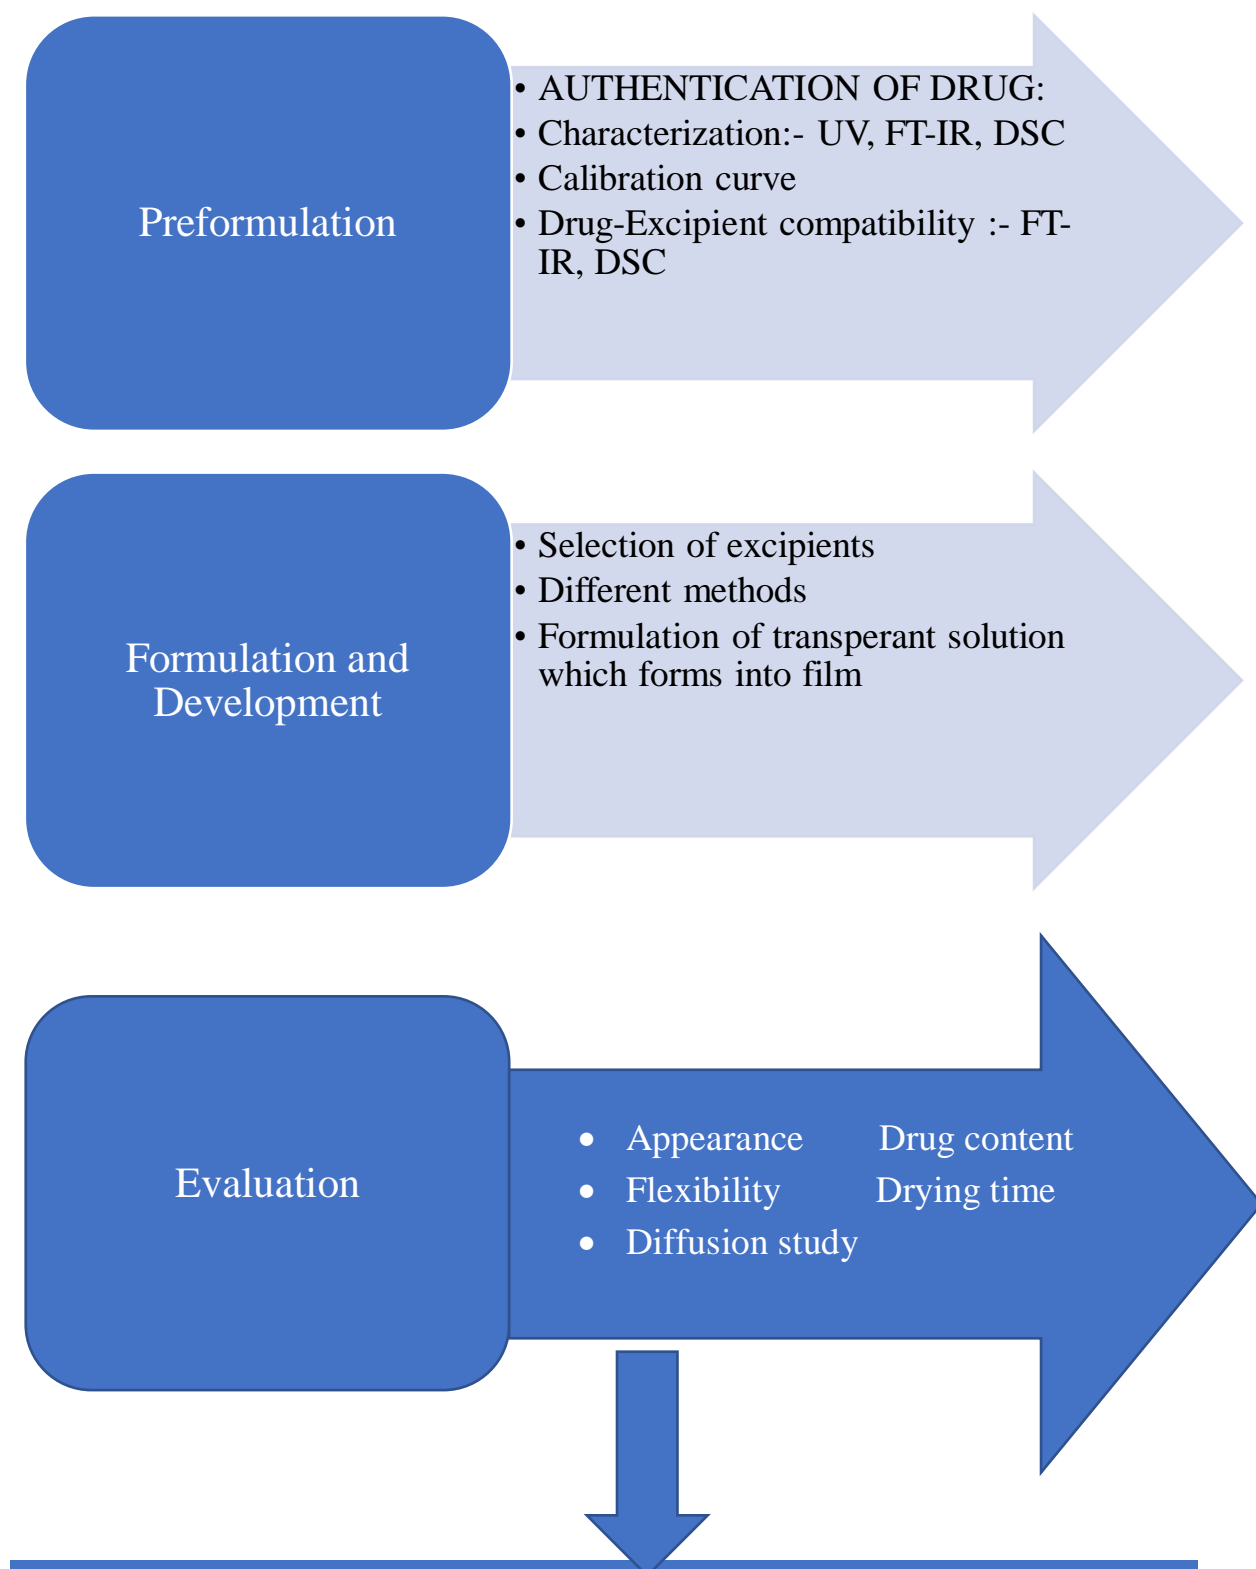 Preformulation
• AUTHENTICATION OF DRUG:
• Characterization:- UV, FT-IR, DSC
• Calibration curve
• Drug-Excipient compatibility :- FT-
IR, DSC
Formulation and
Development
• Selection of excipients
• Different methods
• Formulation of transperant solution
which forms into film
Evaluation
• Appearance Drug content
• Flexibility Drying time
• Diffusion study